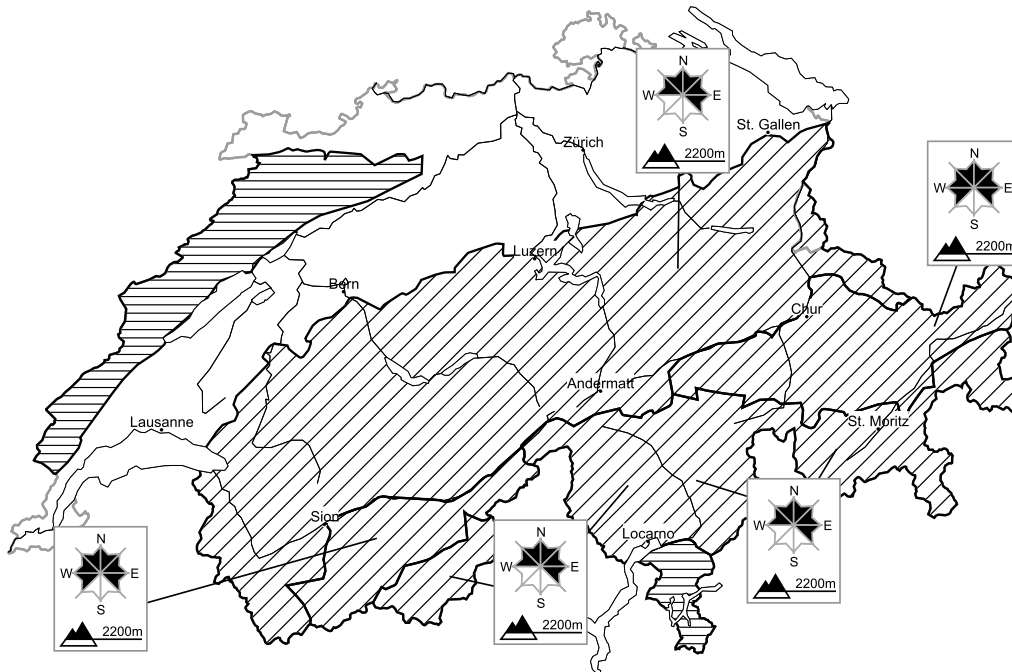 N
W
E
S
2200m
St. Gallen
Zürich
N
W
E
S
2200m
Luzern
Bern
Chur
Andermatt
Lausanne
St. Moritz
N
W
E
S
2200m
Sion
N
W
E
S
2200m
Locarno
N
W
E
S
2200m